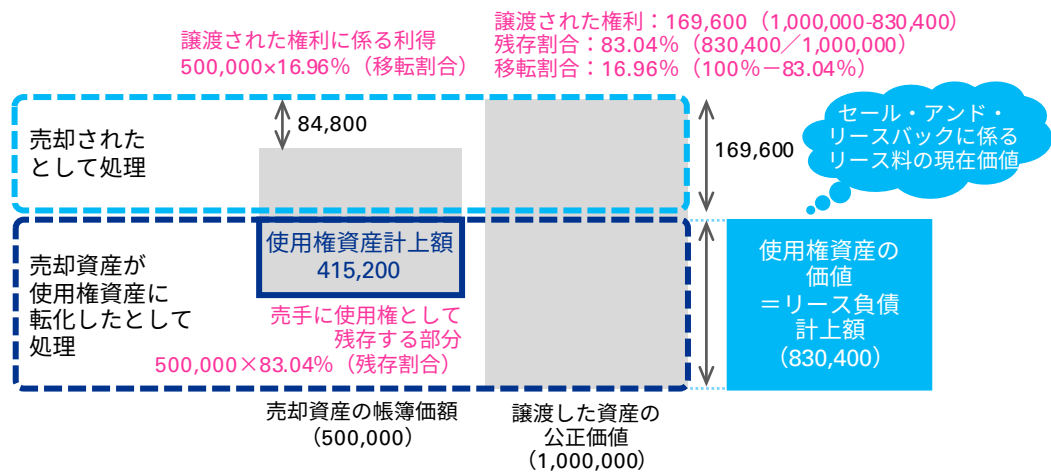 譲渡された権利に係る利得
500,000×16.96%（移転割合）
譲渡された権利：169,600（1,000,000-830,400）
残存割合：83.04%（830,400／1,000,000）
移転割合：16.96%（100%－83.04%）
売却された
として処理
84,800
169,600
セール・アンド・
リースバックに係る
リース料の現在価値
売却資産が
使用権資産に
転化したとして
処理
使用権資産計上額
415,200
売手に使用権として
残存する部分
500,000×83.04%（残存割合）
使用権資産の
価値
＝リース負債
計上額
（830,400）
売却資産の帳簿価額
（500,000）
譲渡した資産の
公正価値
（1,000,000）